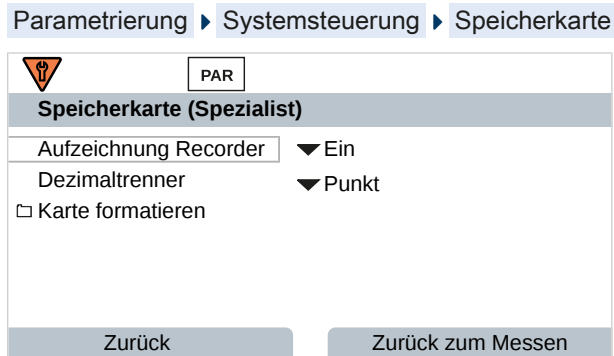 Parametrierung ▸ Systemsteuerung ▸ Speicherkarte
PAR
Speicherkarte (Spezialist)
Aufzeichnung Recorder Ein
Dezimaltrenner Punkt
Karte formatieren
Zurück Zurück zum Messen